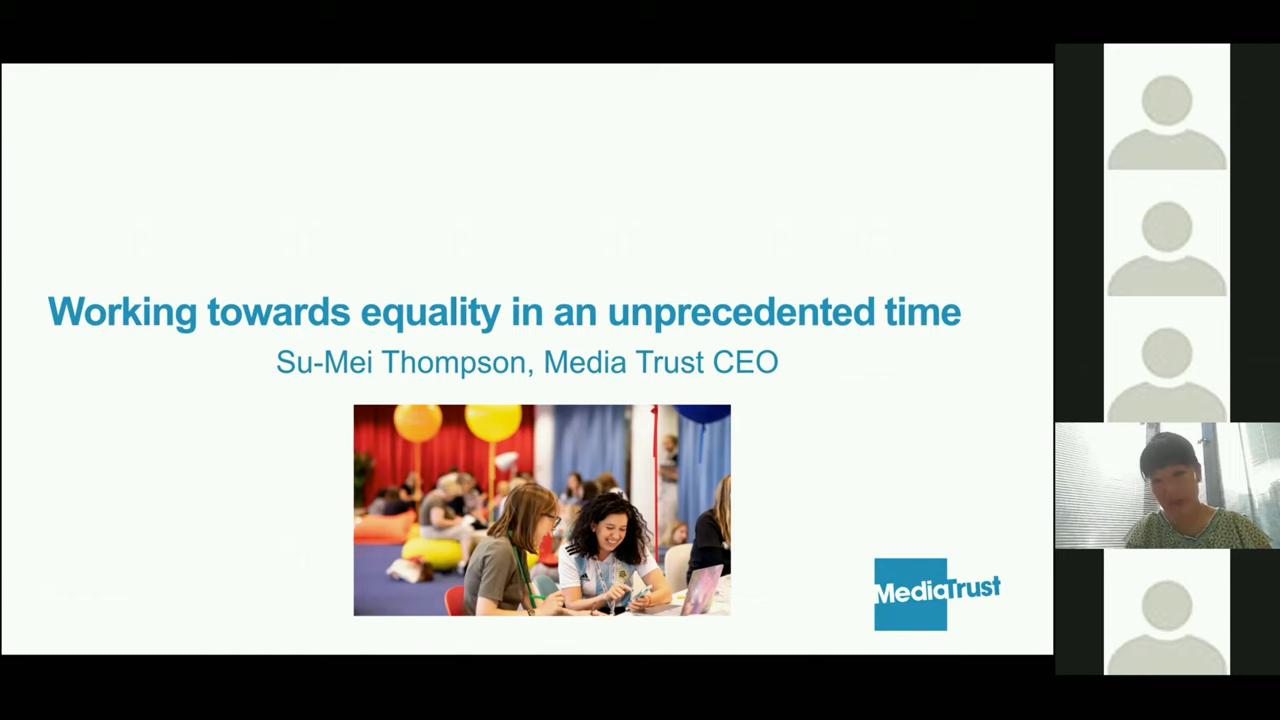 Working towards equality in an unprecedented time
Su-Mei Thompson, Media Trust CEO
MediaTrust